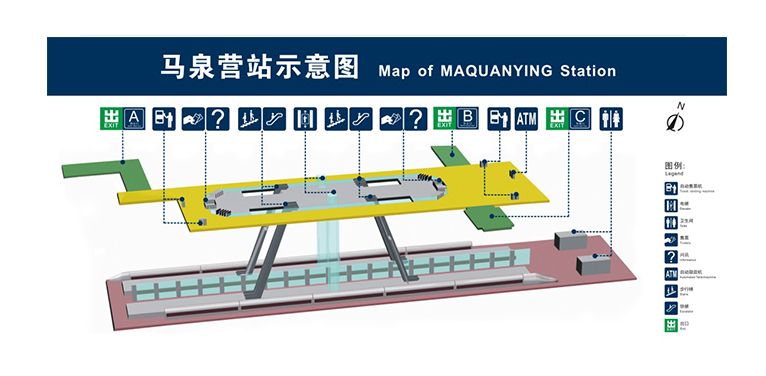 马泉营站示意图 Map of MAQUANYING Station
出 EXIT A ? 出 EXIT B ATM 出 EXIT C
N
图例:
Legend
自动售票机
Ticket vending machine
电梯
Elevator
卫生间
Toilet
售票
Tickets
? 问讯
Information
ATM 自动取款机
Automated Tellermachine
步行梯
Stairs
扶梯
Escalator
出 出口
Exit